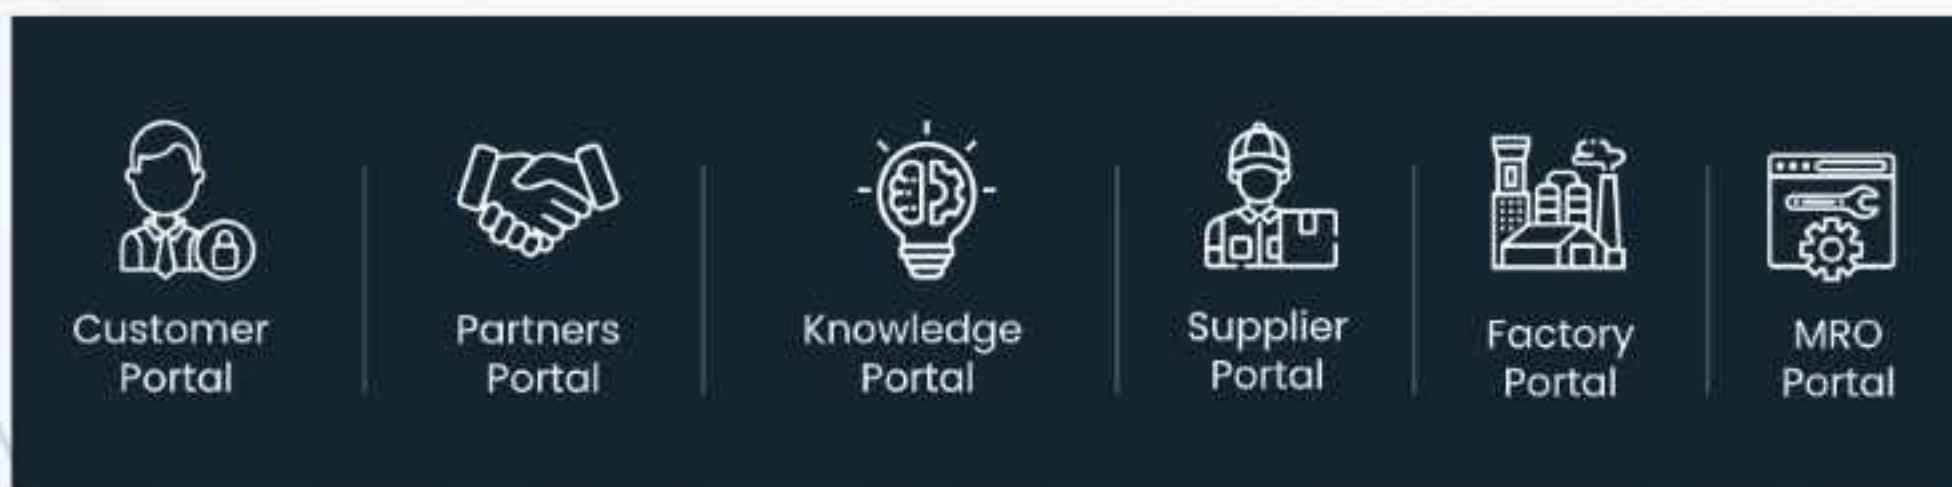 Customer
Portal
Partners
Portal
Knowledge
Portal
Supplier
Portal
Factory
Portal
MRO
Portal